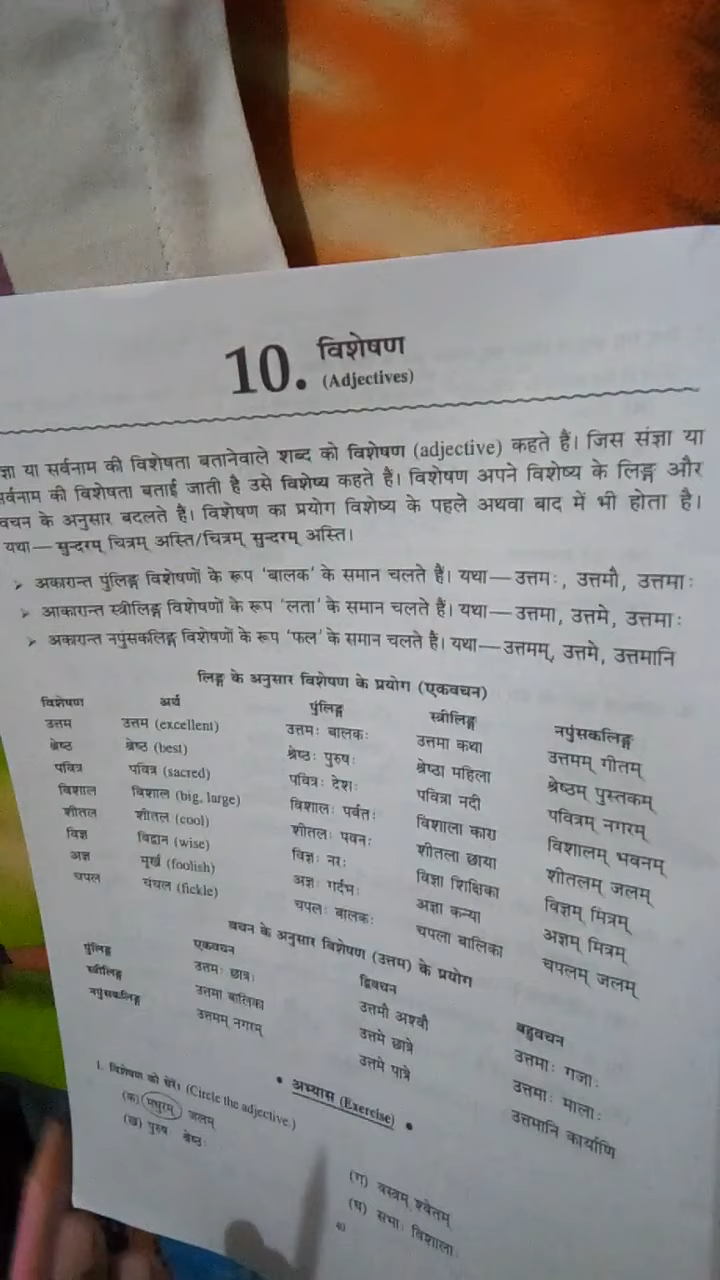 10. विशेषण
(Adjectives)
ज्ञा या सर्वनाम की विशेषता बतानेवाले शब्द को विशेषण (adjective) कहते हैं। जिस संज्ञा या
र्वनाम की विशेषता बताई जाती है उसे विशेष्य कहते हैं। विशेषण अपने विशेष्य के लिङ्ग और
वचन के अनुसार बदलते हैं। विशेषण का प्रयोग विशेष्य के पहले अथवा बाद में भी होता है।
यथा—सुन्दरम् चित्रम् अस्ति/चित्रम् सुन्दरम् अस्ति।
➢ अकारान्त पुंलिङ्ग विशेषणों के रूप 'बालक' के समान चलते हैं। यथा—उत्तमः, उत्तमौ, उत्तमाः
➢ आकारान्त स्त्रीलिङ्ग विशेषणों के रूप 'लता' के समान चलते हैं। यथा—उत्तमा, उत्तमे, उत्तमाः
➢ अकारान्त नपुंसकलिङ्ग विशेषणों के रूप 'फल' के समान चलते हैं। यथा—उत्तमम्, उत्तमे, उत्तमानि
लिङ्ग के अनुसार विशेषण के प्रयोग (एकवचन)
विशेषण अर्थ पुंलिङ्ग स्त्रीलिङ्ग नपुंसकलिङ्ग
उत्तम उत्तम (excellent) उत्तमः बालकः उत्तमा कथा उत्तमम् गीतम्
श्रेष्ठ श्रेष्ठ (best) श्रेष्ठः पुरुषः श्रेष्ठा महिला श्रेष्ठम् पुस्तकम्
पवित्र पवित्र (sacred) पवित्रः देशः पवित्रा नदी पवित्रम् नगरम्
विशाल विशाल (big, large) विशालः पर्वतः विशाला कारा विशालम् भवनम्
शीतल शीतल (cool) शीतलः पवनः शीतला छाया शीतलम् जलम्
विज्ञ विद्वान (wise) विज्ञः नरः विज्ञा शिक्षिका विज्ञम् मित्रम्
अज्ञ मूर्ख (foolish) अज्ञः गर्दभः अज्ञा कन्या अज्ञम् मित्रम्
चपल चंचल (fickle) चपलः बालकः चपला बालिका चपलम् जलम्
वचन के अनुसार विशेषण (उत्तम) के प्रयोग
एकवचन द्विवचन बहुवचन
पुंलिङ्ग उत्तमः छात्रः उत्तमौ अश्वौ उत्तमाः गजाः
स्त्रीलिङ्ग उत्तमा बालिका उत्तमे छात्रे उत्तमाः मालाः
नपुंसकलिङ्ग उत्तमम् नगरम् उत्तमे पात्रे उत्तमानि कार्याणि
• अभ्यास (Exercise) •
1. विशेषण को घेरें। (Circle the adjective.)
(क) मधुरम् जलम्
(ख) पुरुष श्रेष्ठः
(ग) वस्त्रम् श्वेतम्
(घ) सभा विशाला